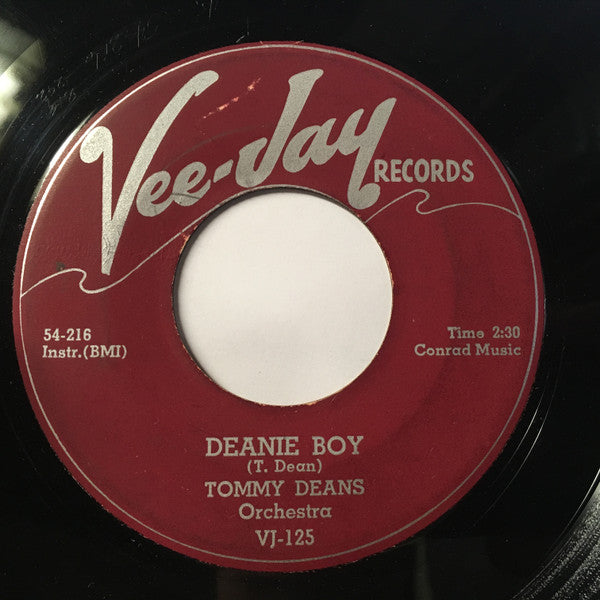 Vee-Jay RECORDS
54-216
Instr.(BMI)
Time 2:30
Conrad Music
DEANIE BOY
(T. Dean)
TOMMY DEANS
Orchestra
VJ-125